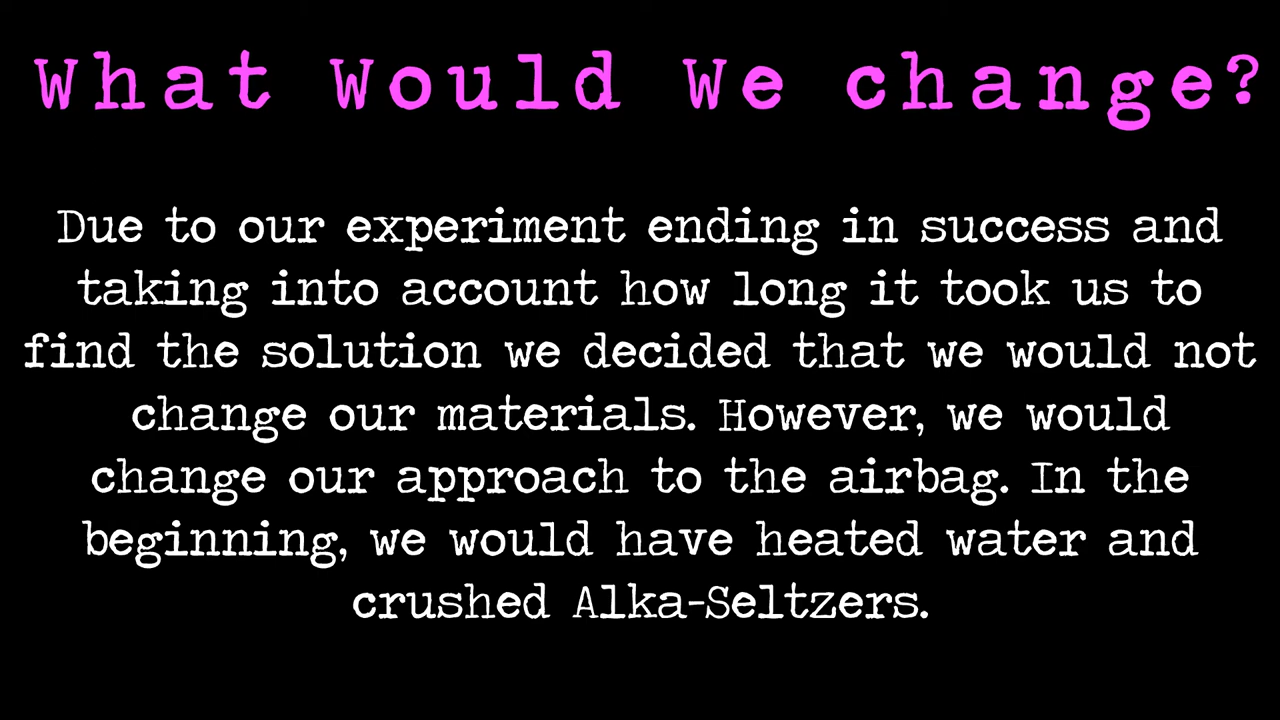 What Would We change?
Due to our experiment ending in success and
taking into account how long it took us to
find the solution we decided that we would not
change our materials. However, we would
change our approach to the airbag. In the
beginning, we would have heated water and
crushed Alka-Seltzers.